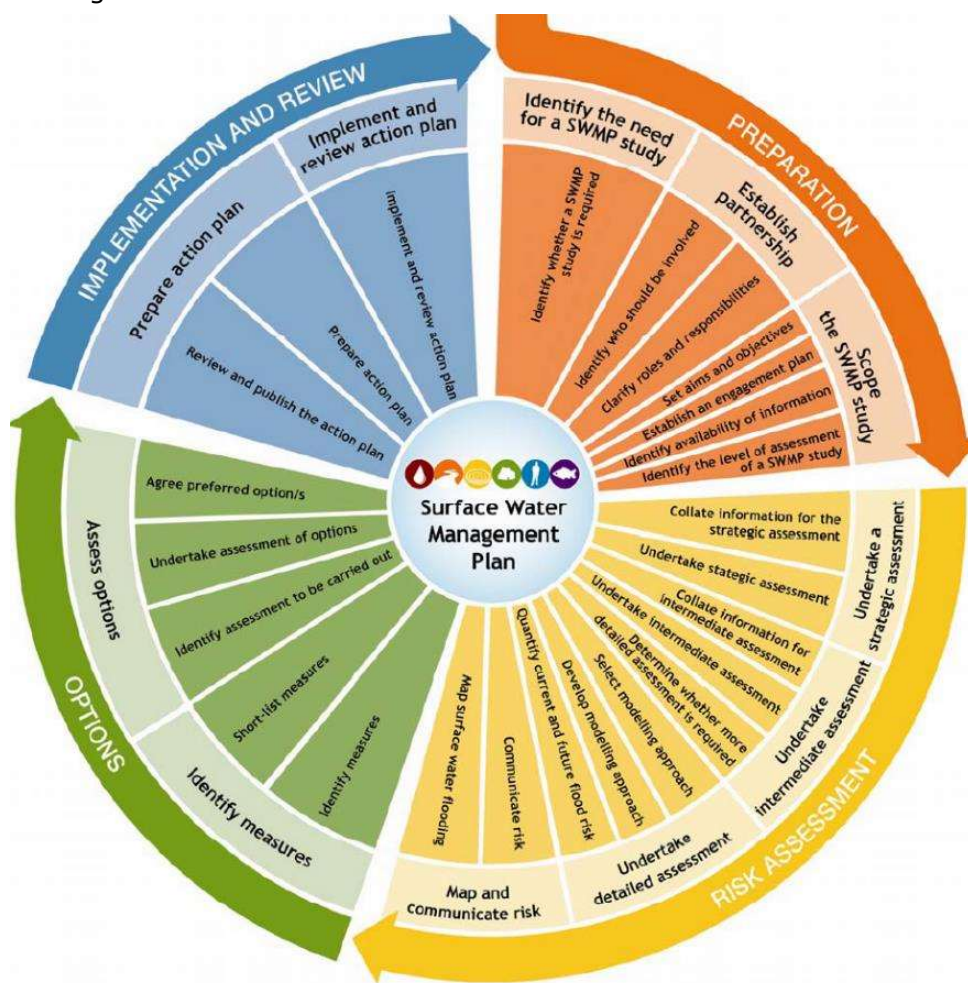 PREPARATION
Identify the need
for a SWMP study
Identify whether a SWMP
study is required
Establish
partnership
Identify who should be involved
Clarify roles and responsibilities
Scope
the SWMP
study
Set aims and objectives
Establish an engagement plan
Identify availability of information
Identify the level of assessment
of a SWMP study
RISK ASSESSMENT
Undertake a
strategic assessment
Collate information for the
strategic assessment
Undertake stategic assessment
Undertake
intermediate assessment
Collate information for
intermediate assessment
Undertake intermediate assessment
Determine whether more
detailed assessment is required
Undertake
detailed assessment
Select modelling approach
Develop modelling approach
Quantify current and future flood risk
Map and
communicate risk
Communicate risk
Map surface water flooding
OPTIONS
Identify measures
Identify measures
Short-list measures
Assess options
Identify assessment to be carried out
Undertake assessment of options
Agree preferred option/s
IMPLEMENTATION AND REVIEW
Prepare action plan
Review and publish the action plan
Prepare action plan
Implement and
review action plan
Implement and review action plan
Surface Water
Management
Plan